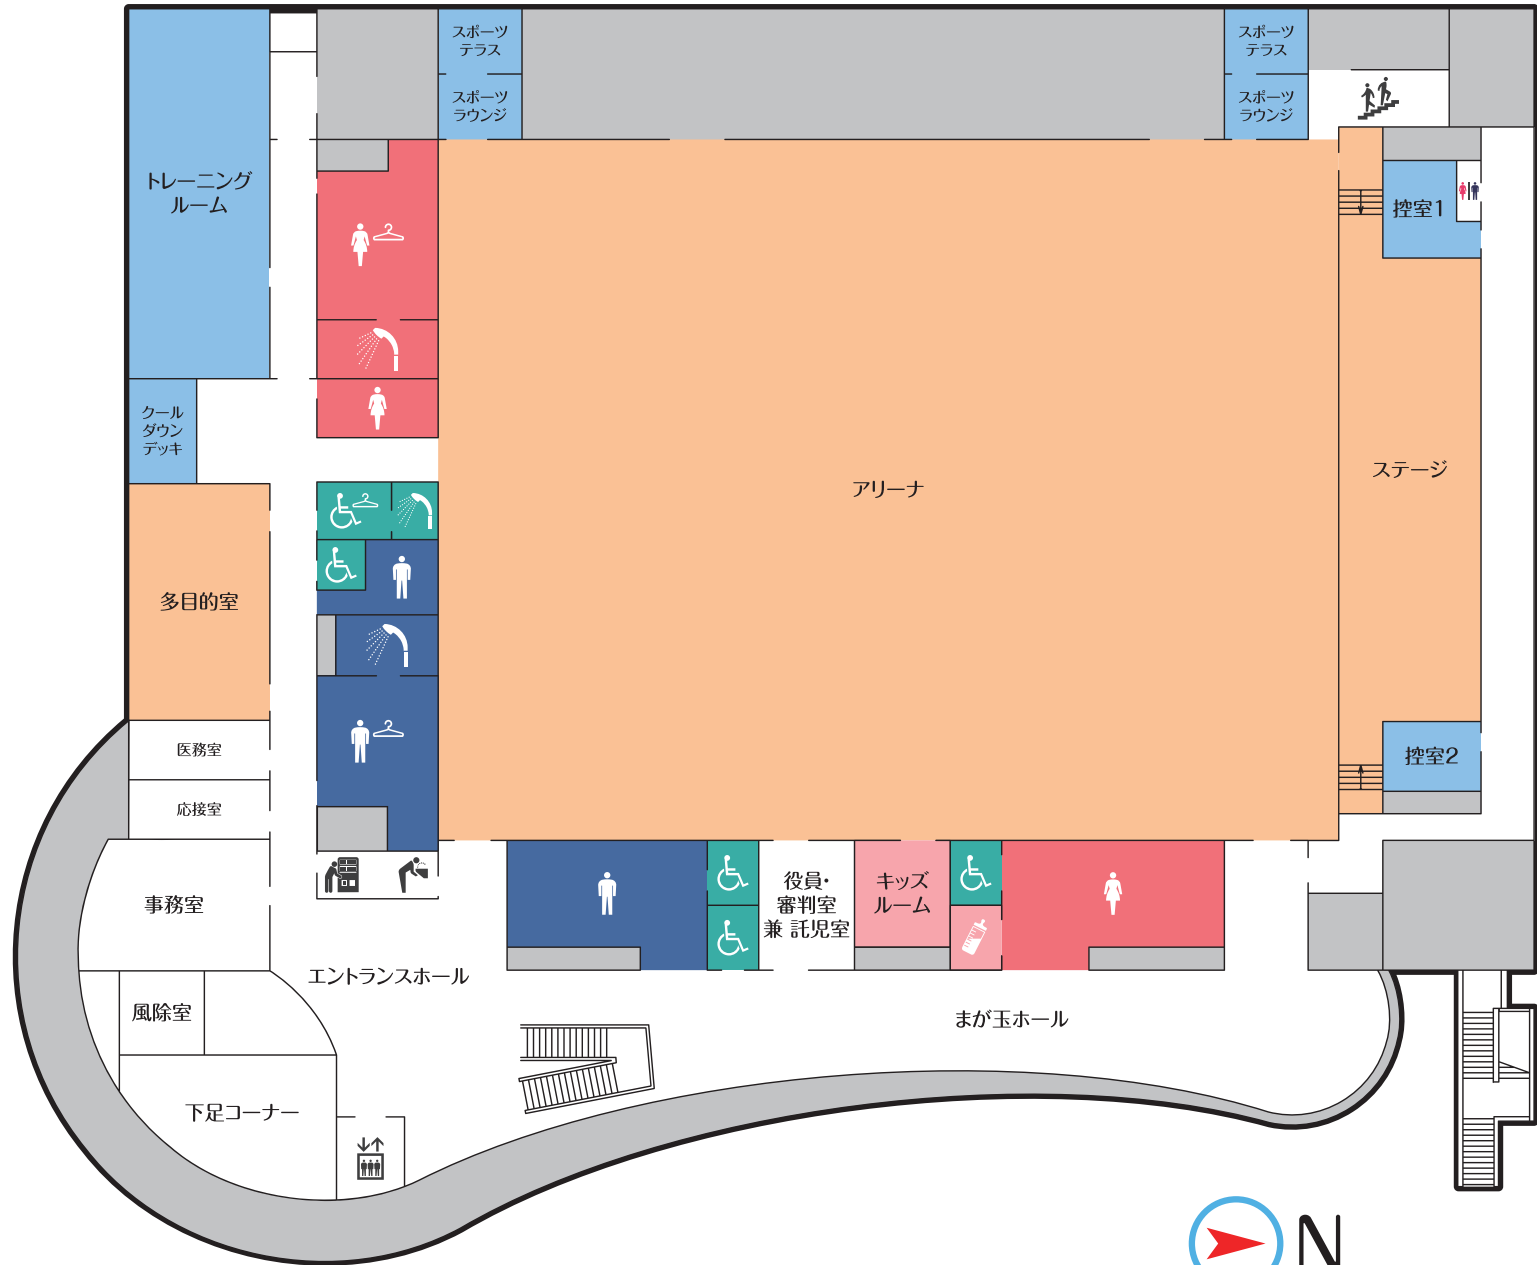 スポーツ
テラス
スポーツ
ラウンジ
スポーツ
テラス
スポーツ
ラウンジ
トレーニング
ルーム
控室1
クール
ダウン
デッキ
アリーナ
ステージ
多目的室
医務室
応接室
控室2
事務室
役員・
審判室
兼 託児室
キッズ
ルーム
エントランスホール
風除室
まが玉ホール
下足コーナー
N